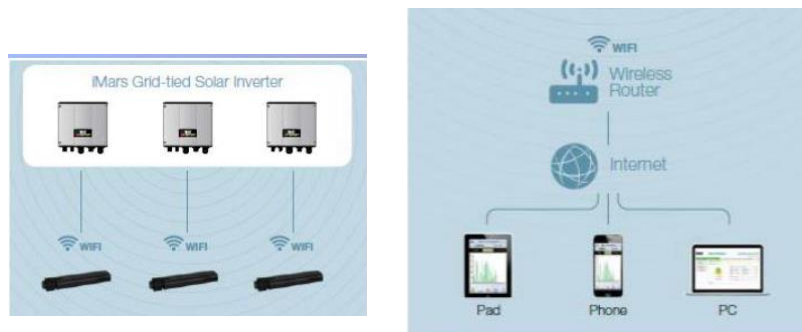 iMars Grid-tied Solar Inverter
WIFI
WIFI
WIFI
WIFI
Wireless
Router
Internet
Pad
Phone
PC